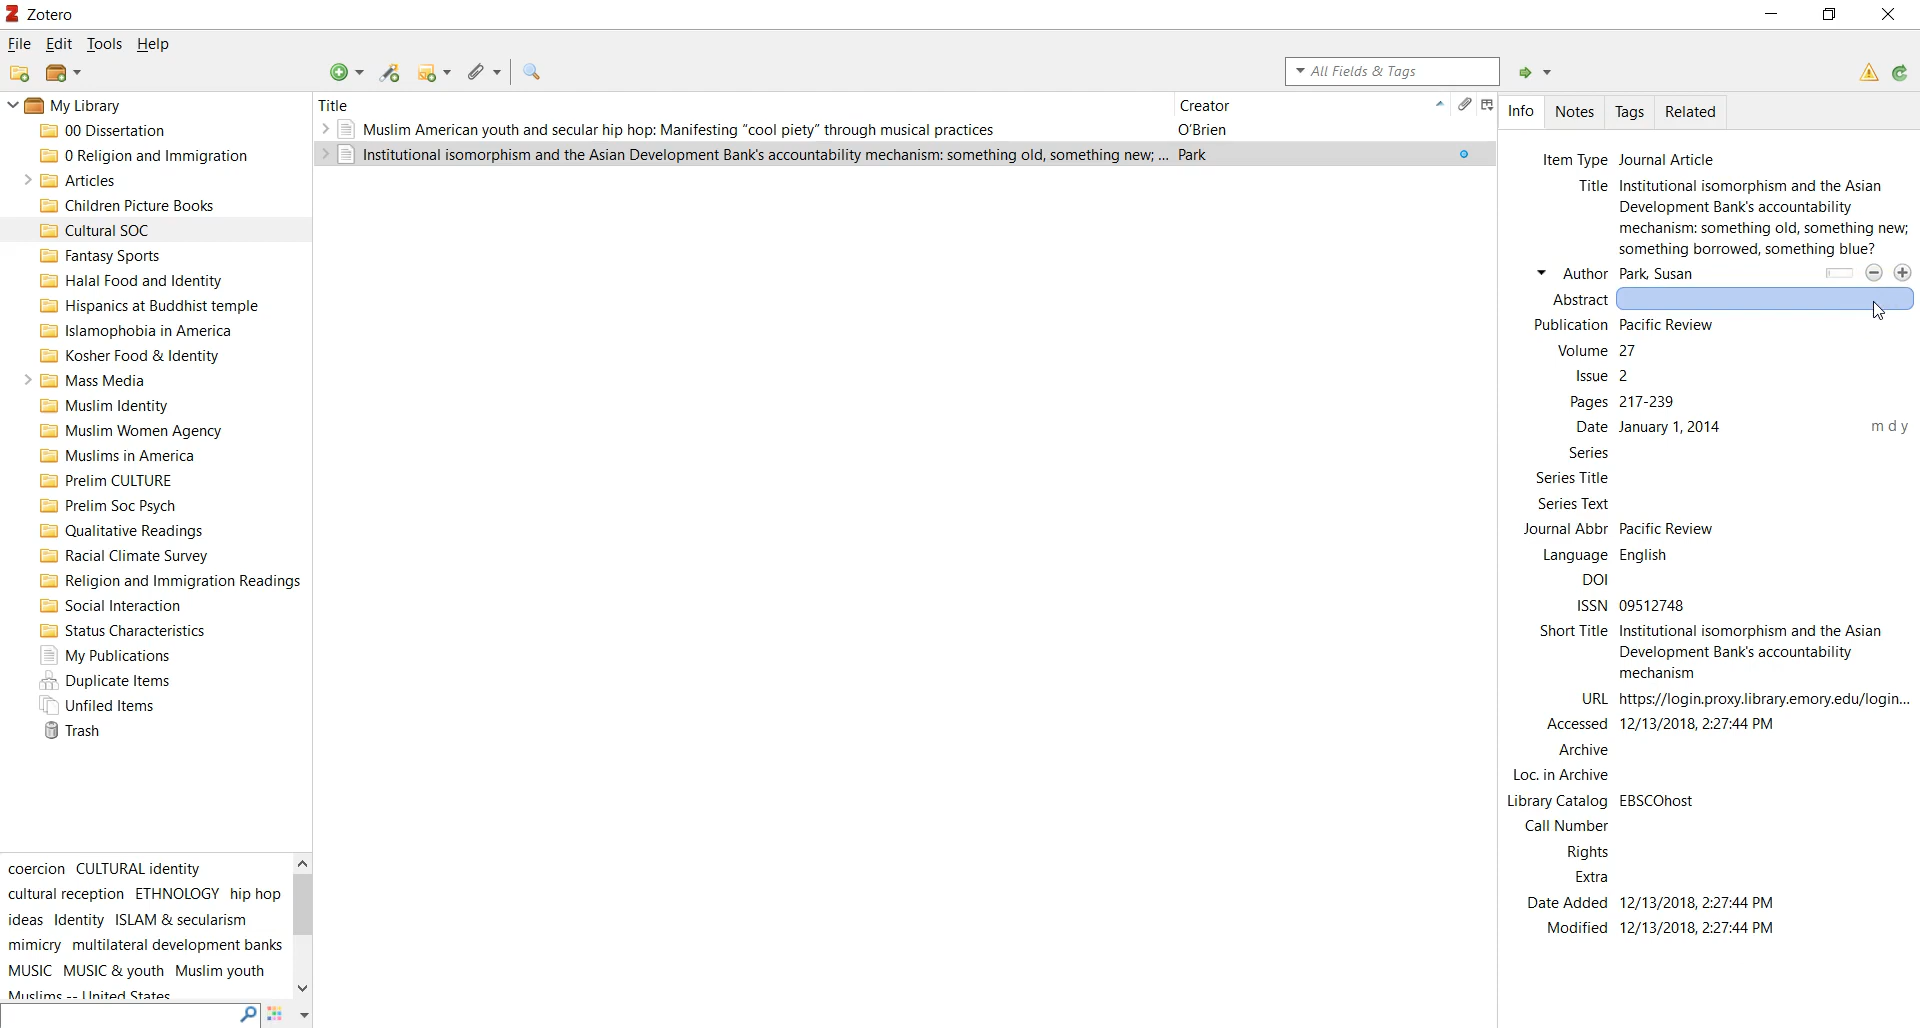 Zotero
File Edit Tools Help
All Fields & Tags
My Library
00 Dissertation
0 Religion and Immigration
Articles
Children Picture Books
Cultural SOC
Fantasy Sports
Halal Food and Identity
Hispanics at Buddhist temple
Islamophobia in America
Kosher Food & Identity
Mass Media
Muslim Identity
Muslim Women Agency
Muslims in America
Prelim CULTURE
Prelim Soc Psych
Qualitative Readings
Racial Climate Survey
Religion and Immigration Readings
Social Interaction
Status Characteristics
My Publications
Duplicate Items
Unfiled Items
Trash
coercion CULTURAL identity
cultural reception ETHNOLOGY hip hop
ideas Identity ISLAM & secularism
mimicry multilateral development banks
MUSIC MUSIC & youth Muslim youth
Muslims -- United States
Title Creator
Muslim American youth and secular hip hop: Manifesting "cool piety" through musical practices O'Brien
Institutional isomorphism and the Asian Development Bank's accountability mechanism: something old, something new; ... Park
Info Notes Tags Related
Item Type Journal Article
Title Institutional isomorphism and the Asian
Development Bank's accountability
mechanism: something old, something new;
something borrowed, something blue?
Author Park, Susan
Abstract
Publication Pacific Review
Volume 27
Issue 2
Pages 217-239
Date January 1, 2014 m d y
Series
Series Title
Series Text
Journal Abbr Pacific Review
Language English
DOI
ISSN 09512748
Short Title Institutional isomorphism and the Asian
Development Bank's accountability
mechanism
URL https://login.proxy.library.emory.edu/login...
Accessed 12/13/2018, 2:27:44 PM
Archive
Loc. in Archive
Library Catalog EBSCOhost
Call Number
Rights
Extra
Date Added 12/13/2018, 2:27:44 PM
Modified 12/13/2018, 2:27:44 PM